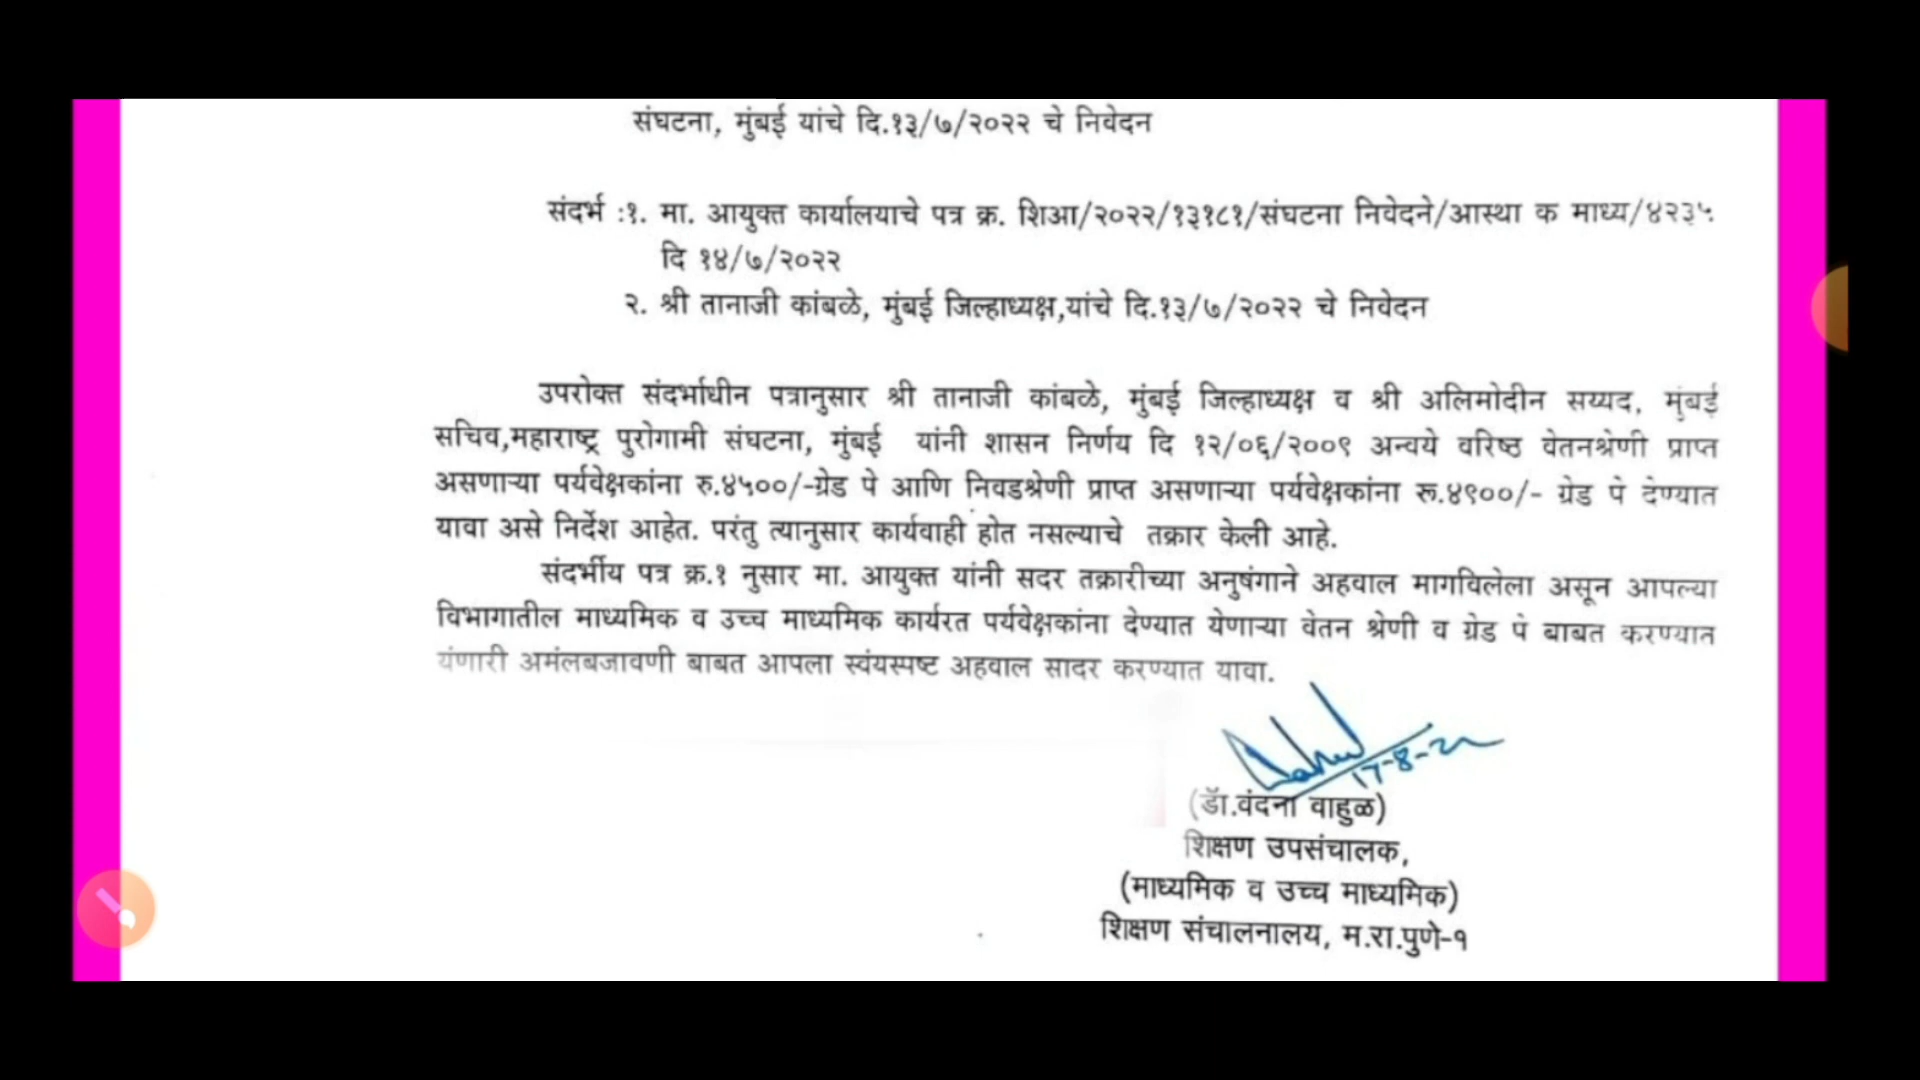 संघटना, मुंबई यांचे दि.१३/७/२०२२ चे निवेदन
संदर्भ :१. मा. आयुक्त कार्यालयाचे पत्र क्र. शिआ/२०२२/१३१८१/संघटना निवेदने/आस्था क माध्य/४२३५
दि १४/७/२०२२
२. श्री तानाजी कांबळे, मुंबई जिल्हाध्यक्ष,यांचे दि.१३/७/२०२२ चे निवेदन
उपरोक्त संदर्भाधीन पत्रानुसार श्री तानाजी कांबळे, मुंबई जिल्हाध्यक्ष व श्री अलिमोदीन सय्यद, मुंबई
सचिव,महाराष्ट्र पुरोगामी संघटना, मुंबई यांनी शासन निर्णय दि १२/०६/२००९ अन्वये वरिष्ठ वेतनश्रेणी प्राप्त
असणाऱ्या पर्यवेक्षकांना रु.४५००/-ग्रेड पे आणि निवडश्रेणी प्राप्त असणाऱ्या पर्यवेक्षकांना रू.४९००/- ग्रेड पे देण्यात
यावा असे निर्देश आहेत. परंतु त्यानुसार कार्यवाही होत नसल्याचे तक्रार केली आहे.
संदर्भीय पत्र क्र.१ नुसार मा. आयुक्त यांनी सदर तक्रारीच्या अनुषंगाने अहवाल मागविलेला असून आपल्या
विभागातील माध्यमिक व उच्च माध्यमिक कार्यरत पर्यवेक्षकांना देण्यात येणाऱ्या वेतन श्रेणी व ग्रेड पे बाबत करण्यात
येणारी अमंलबजावणी बाबत आपला स्वंयस्पष्ट अहवाल सादर करण्यात यावा.
17-8-22
(डॉ.वंदना वाहुळ)
शिक्षण उपसंचालक,
(माध्यमिक व उच्च माध्यमिक)
शिक्षण संचालनालय, म.रा.पुणे-१